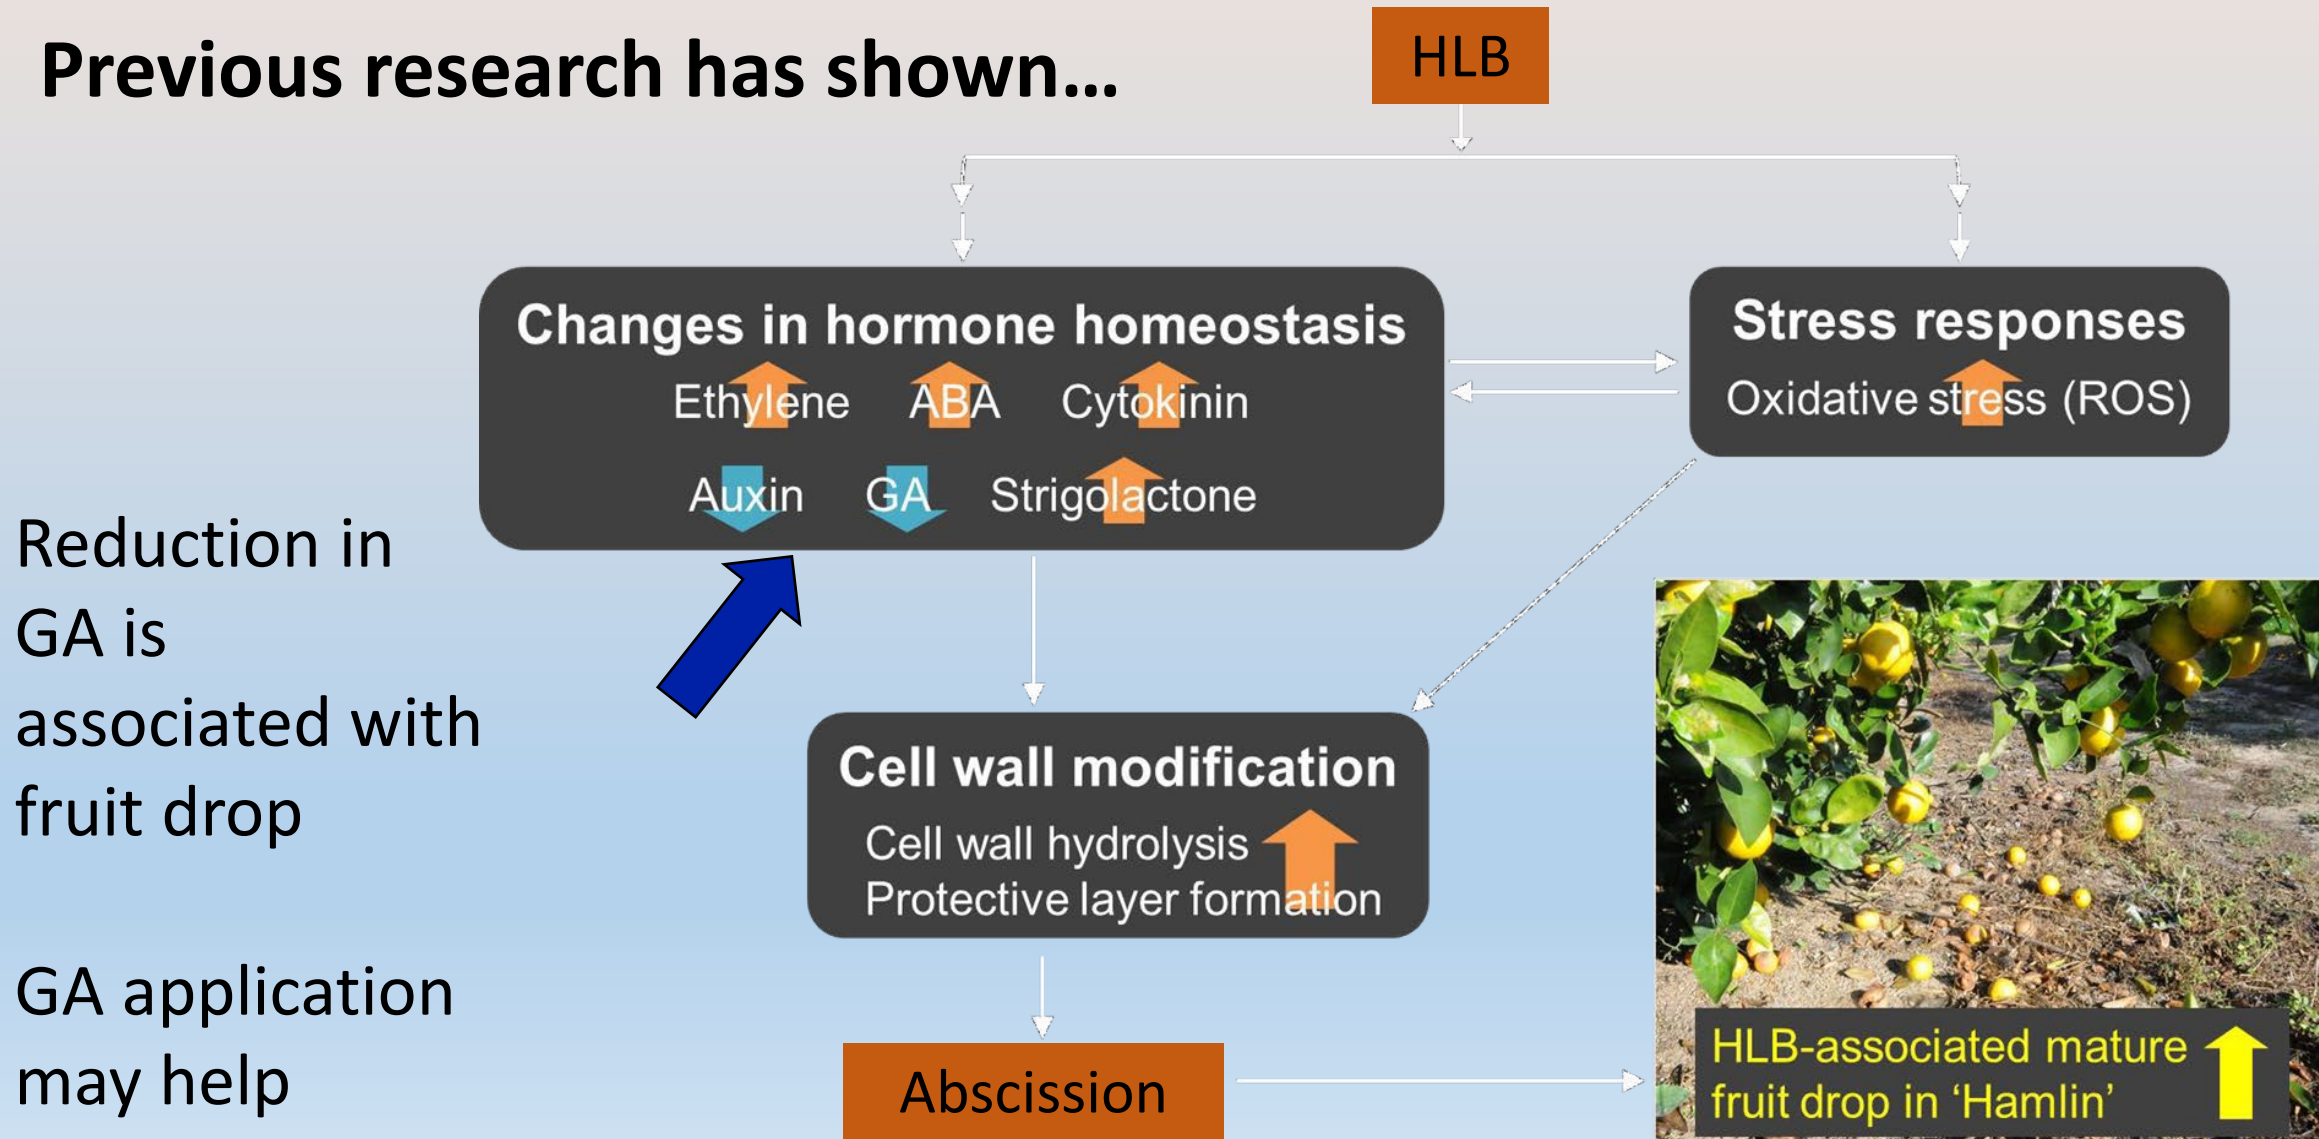 Previous research has shown...
HLB
Changes in hormone homeostasis
Ethylene ABA Cytokinin
Auxin GA Strigolactone
Stress responses
Oxidative stress (ROS)
Reduction in
GA is
associated with
fruit drop
GA application
may help
Cell wall modification
Cell wall hydrolysis
Protective layer formation
Abscission
HLB-associated mature
fruit drop in ‘Hamlin’